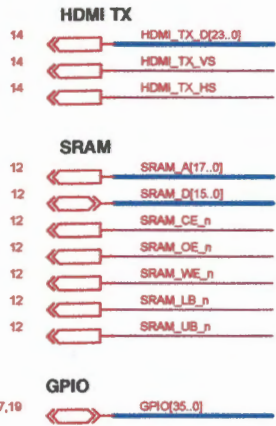 HDMI TX
14 HDMI_TX_D[23..0]
14 HDMI_TX_VS
14 HDMI_TX_HS
SRAM
12 SRAM_A[17..0]
12 SRAM_D[15..0]
12 SRAM_CE_n
12 SRAM_OE_n
12 SRAM_WE_n
12 SRAM_LB_n
12 SRAM_UB_n
GPIO
7,19 GPIO[35..0]